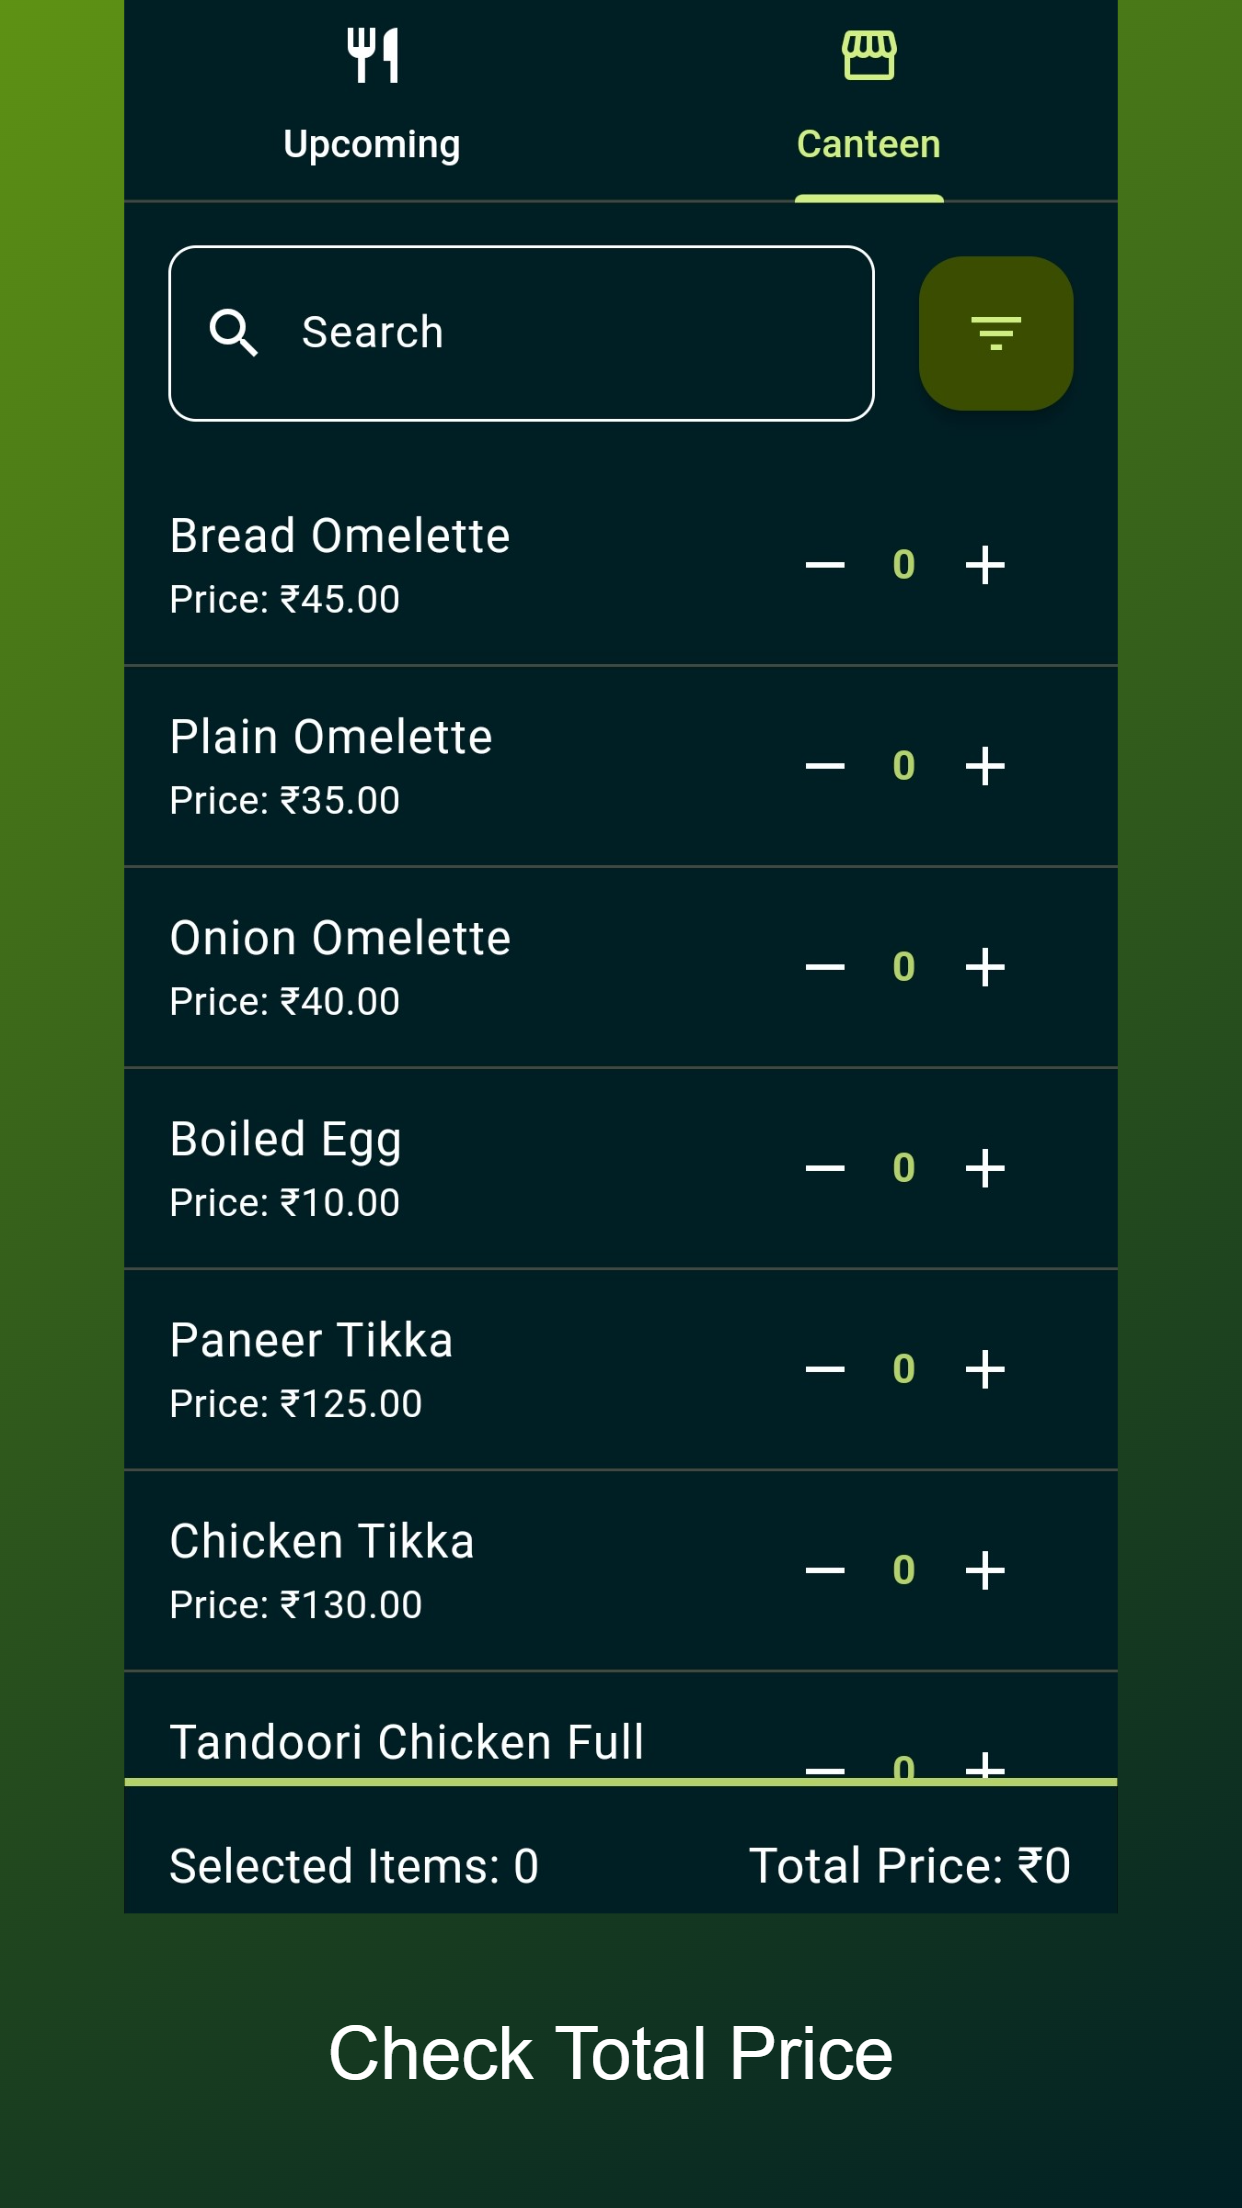 Upcoming
Canteen
Search
Bread Omelette
Price: ₹45.00
0
Plain Omelette
Price: ₹35.00
0
Onion Omelette
Price: ₹40.00
0
Boiled Egg
Price: ₹10.00
0
Paneer Tikka
Price: ₹125.00
0
Chicken Tikka
Price: ₹130.00
0
Tandoori Chicken Full
0
Selected Items: 0
Total Price: ₹0
Check Total Price